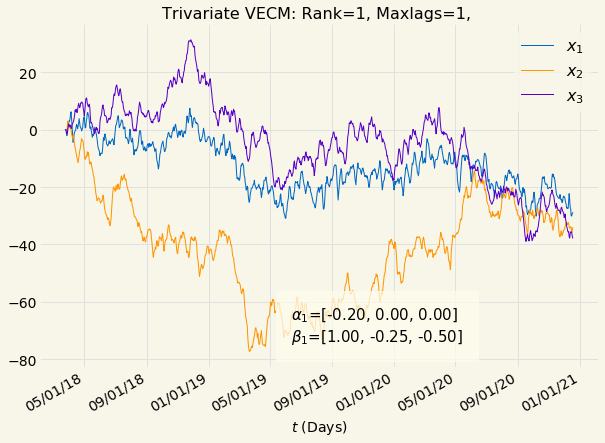 Trivariate VECM: Rank=1, Maxlags=1,
x₁
x₂
x₃
20
0
−20
−40
−60
−80
α₁=[-0.20, 0.00, 0.00]
β₁=[1.00, -0.25, -0.50]
05/01/18
09/01/18
01/01/19
05/01/19
09/01/19
01/01/20
05/01/20
09/01/20
01/01/21
t (Days)